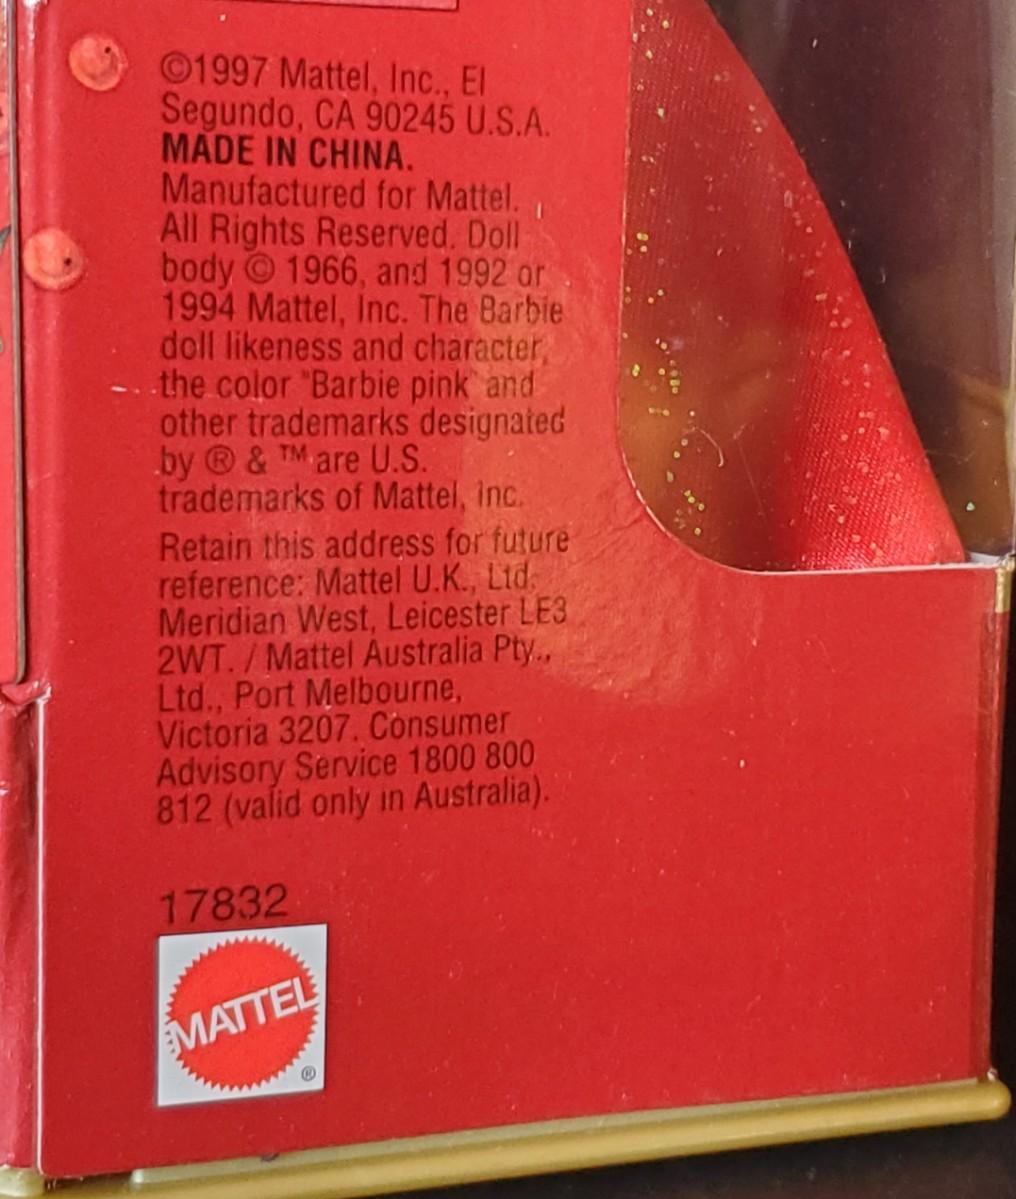 ©1997 Mattel, Inc., El
Segundo, CA 90245 U.S.A.
MADE IN CHINA.
Manufactured for Mattel.
All Rights Reserved. Doll
body © 1966, and 1992 or
1994 Mattel, Inc. The Barbie
doll likeness and character,
the color "Barbie pink" and
other trademarks designated
by ® & ™ are U.S.
trademarks of Mattel, Inc.
Retain this address for future
reference: Mattel U.K., Ltd.
Meridian West, Leicester LE3
2WT. / Mattel Australia Pty.,
Ltd., Port Melbourne,
Victoria 3207. Consumer
Advisory Service 1800 800
812 (valid only in Australia).
17832
MATTEL
®